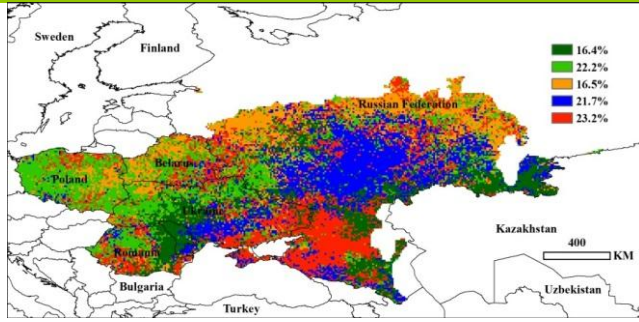 Sweden
Finland
16.4%
22.2%
16.5%
21.7%
23.2%
Russian Federation
Belarus
Poland
Ukraine
Kazakhstan
400
KM
Romania
Bulgaria
Uzbekistan
Turkey